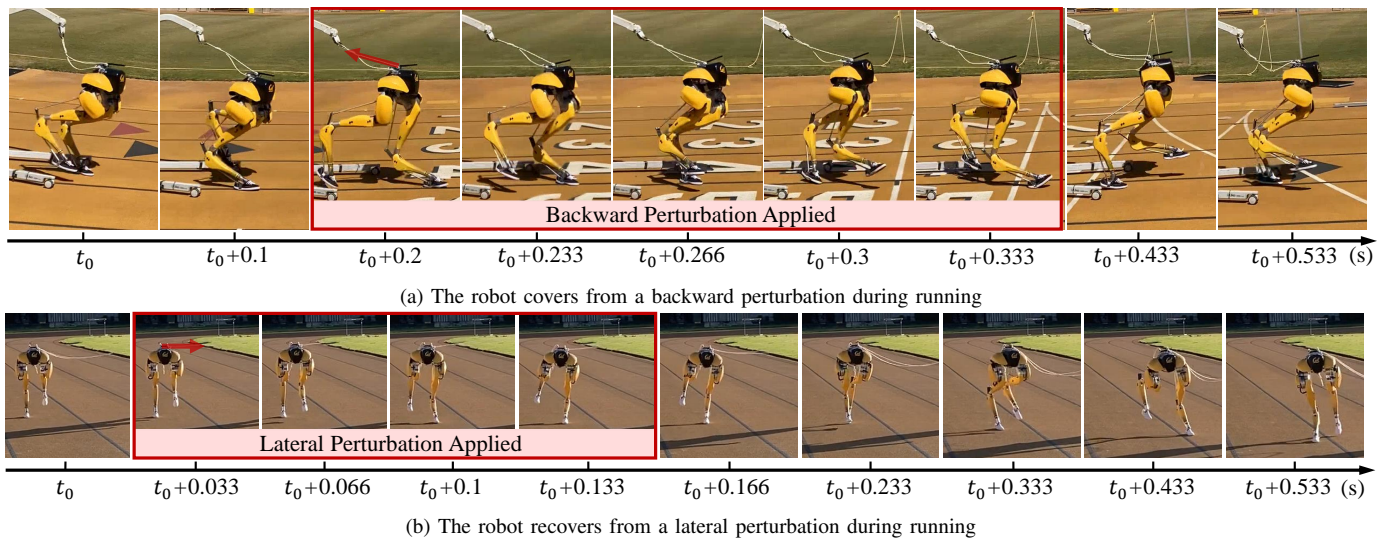 Backward Perturbation Applied
t₀ t₀+0.1 t₀+0.2 t₀+0.233 t₀+0.266 t₀+0.3 t₀+0.333 t₀+0.433 t₀+0.533 (s)
(a) The robot covers from a backward perturbation during running
Lateral Perturbation Applied
t₀ t₀+0.033 t₀+0.066 t₀+0.1 t₀+0.133 t₀+0.166 t₀+0.233 t₀+0.333 t₀+0.433 t₀+0.533 (s)
(b) The robot recovers from a lateral perturbation during running